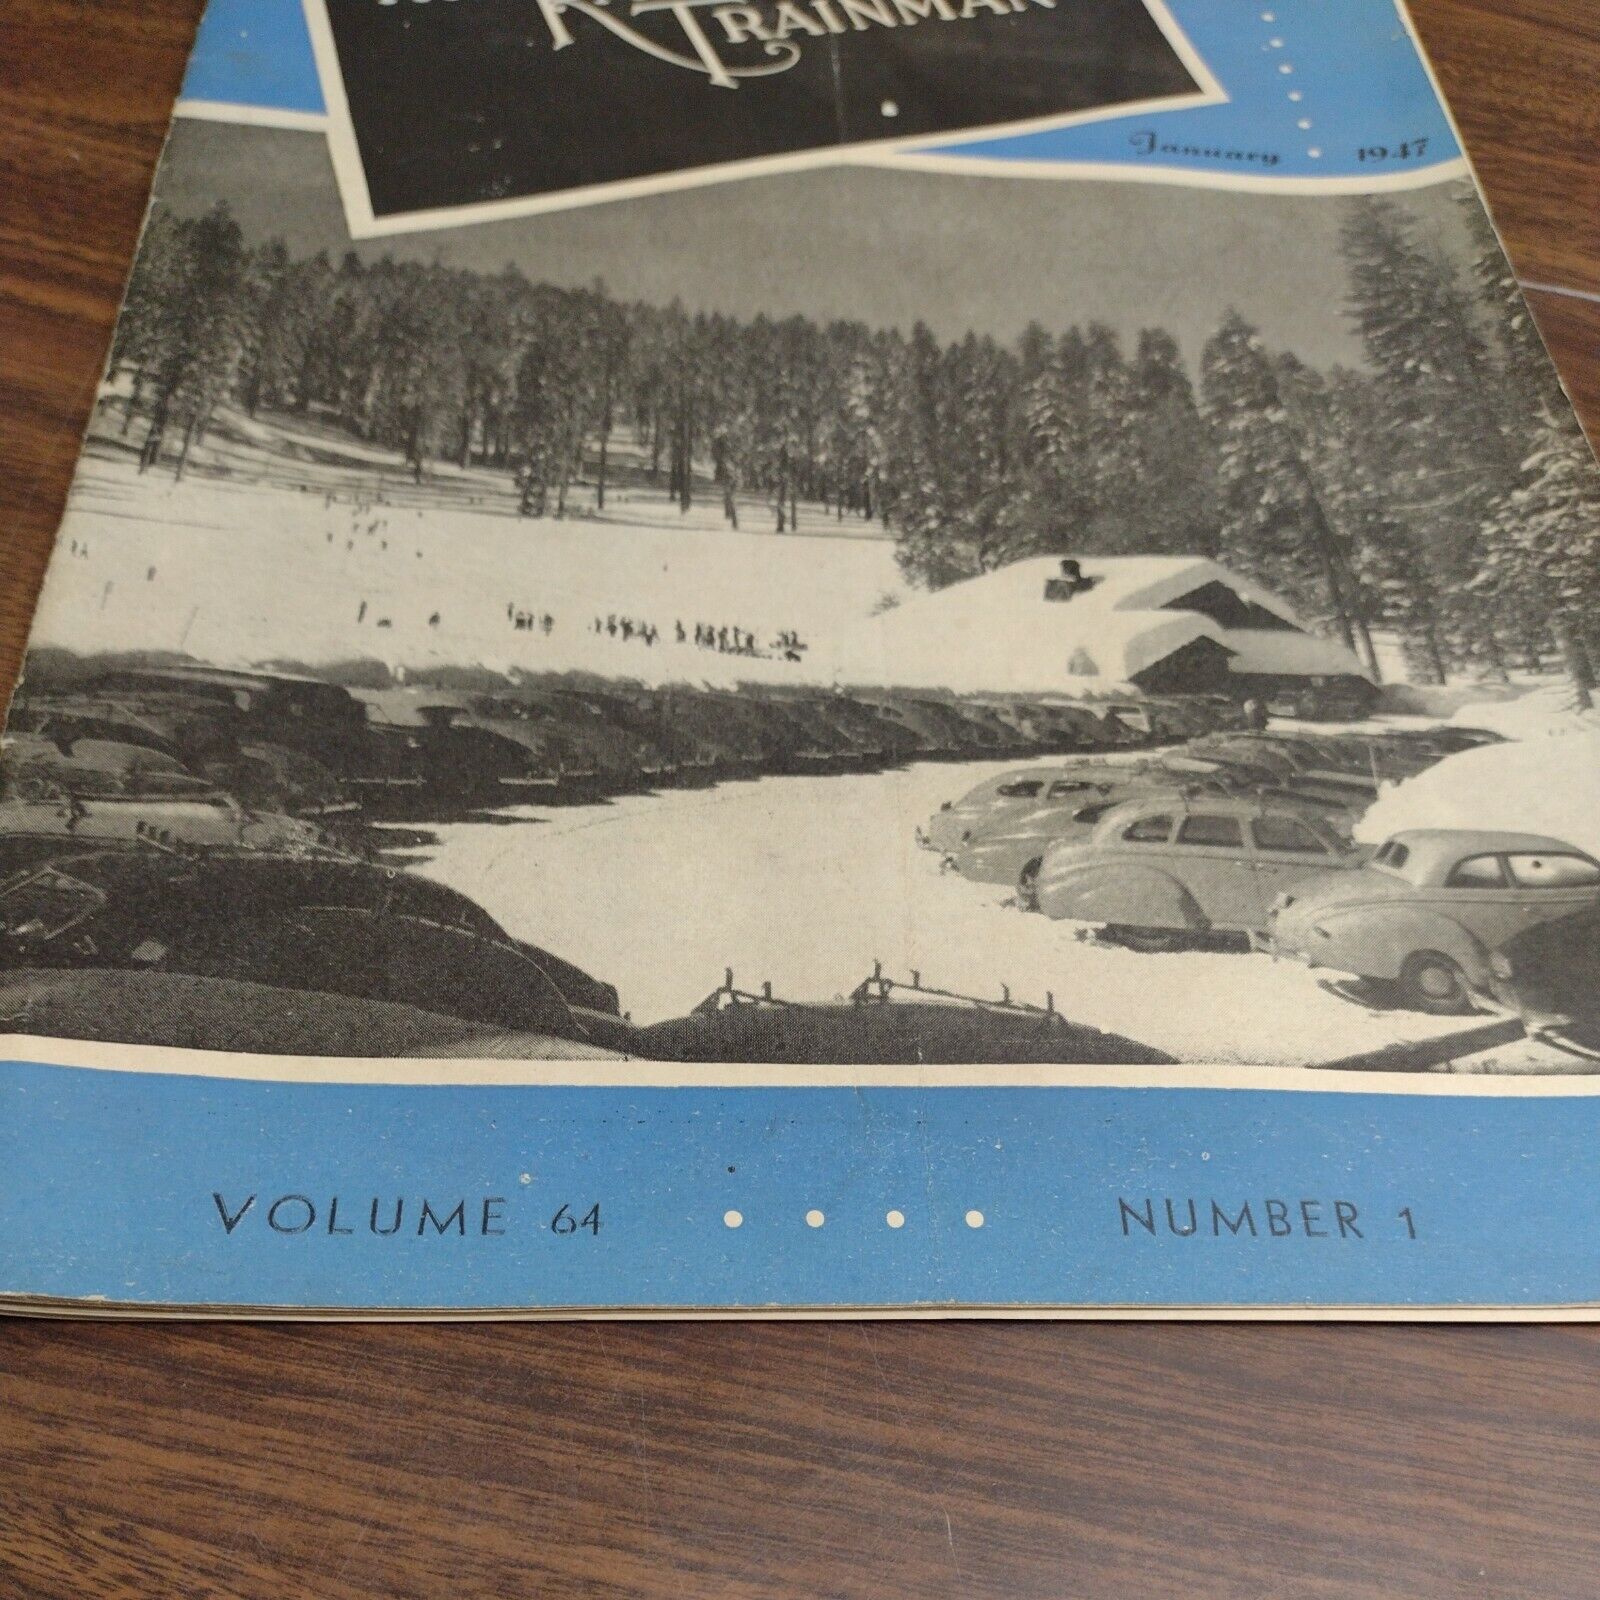 TRAINMAN
January • 1947
VOLUME 64 • • • • NUMBER 1